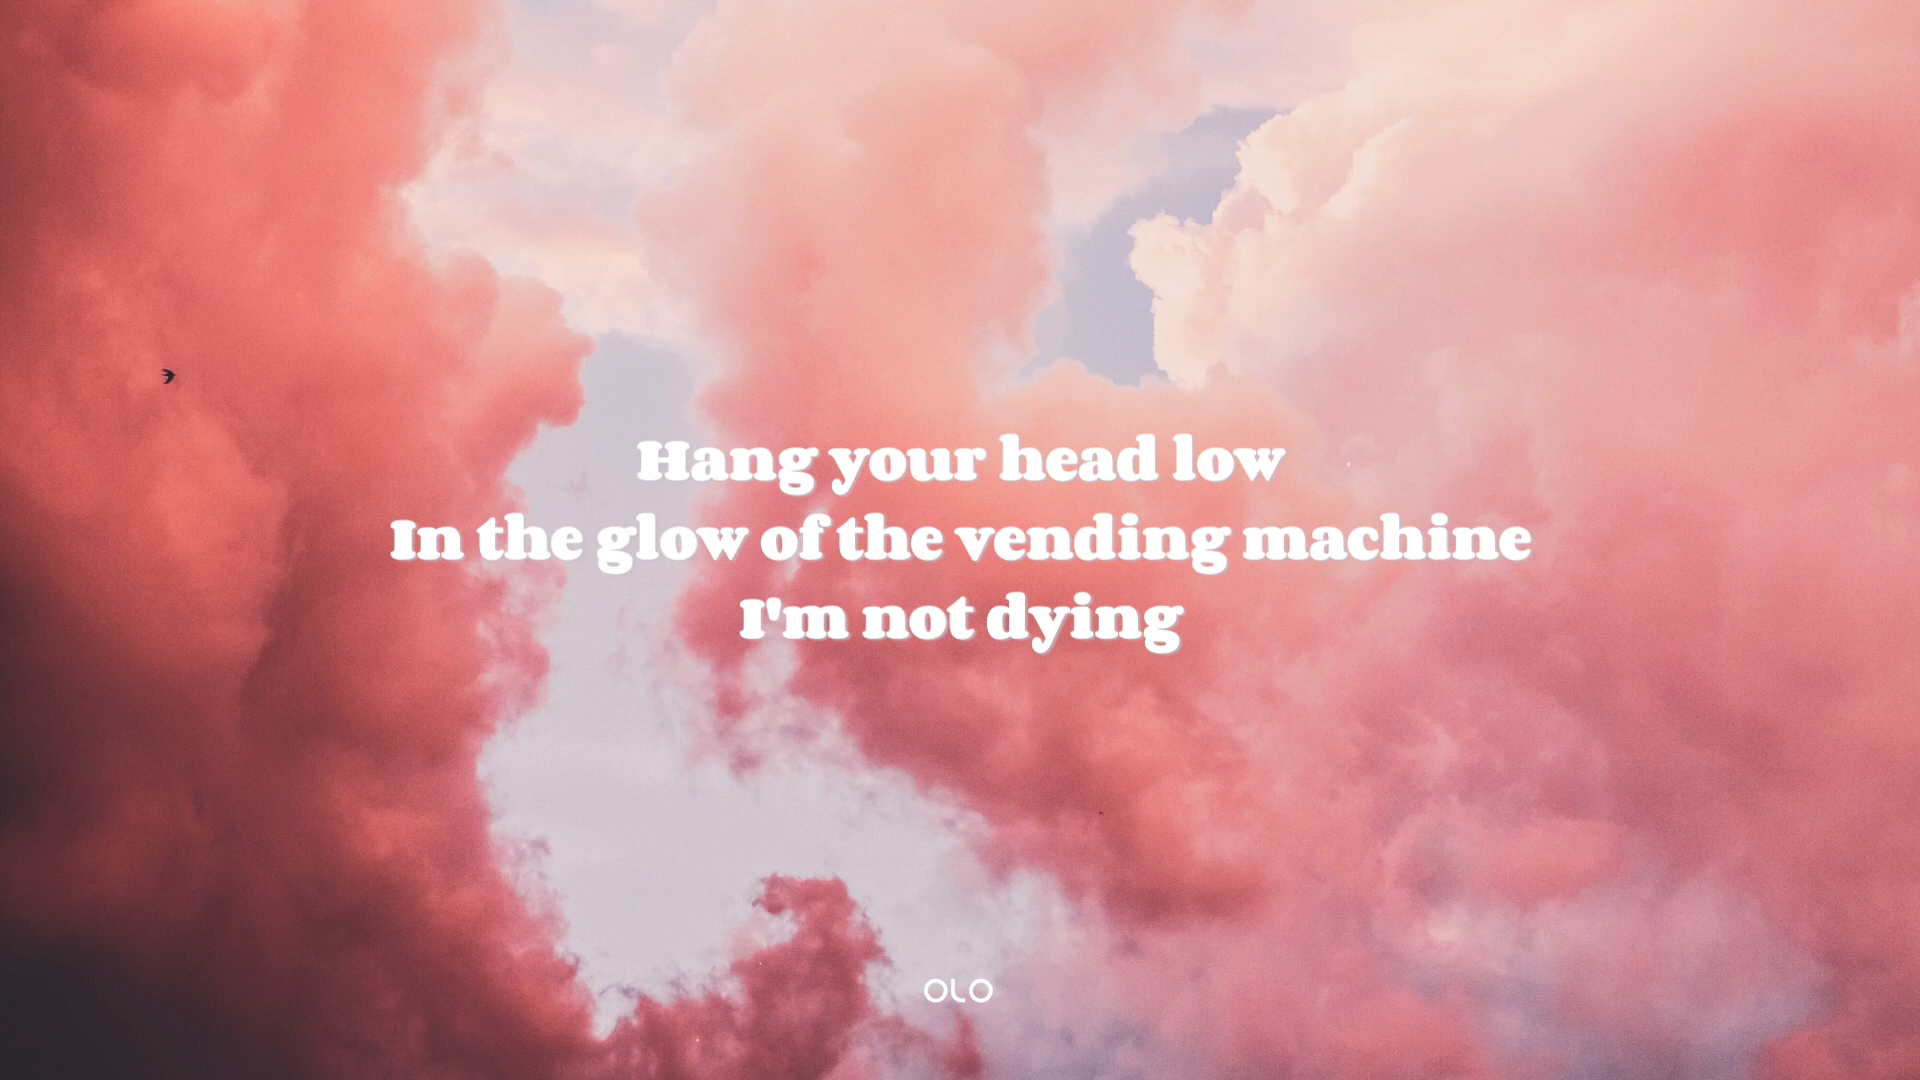 Hang your head low
In the glow of the vending machine
I'm not dying
OLO